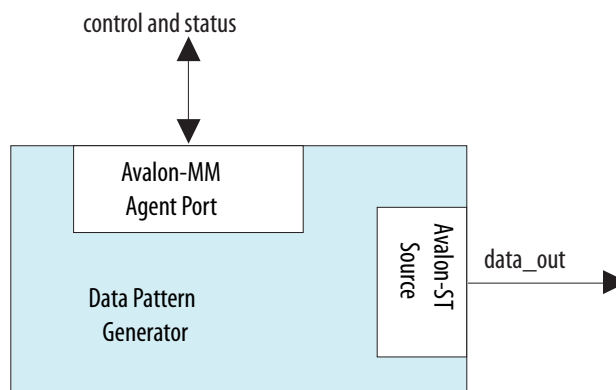 control and status
Avalon-MM
Agent Port
Avalon-ST
Source
data_out
Data Pattern
Generator